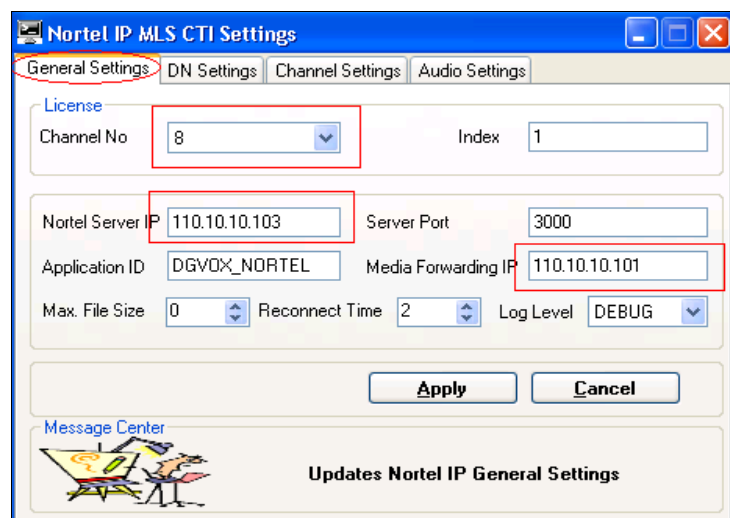 Nortel IP MLS CTI Settings
General Settings DN Settings Channel Settings Audio Settings
License
Channel No 8 Index 1
Nortel Server IP 110.10.10.103 Server Port 3000
Application ID DGVOX_NORTEL Media Forwarding IP 110.10.10.101
Max. File Size 0 Reconnect Time 2 Log Level DEBUG
Apply Cancel
Message Center
Updates Nortel IP General Settings